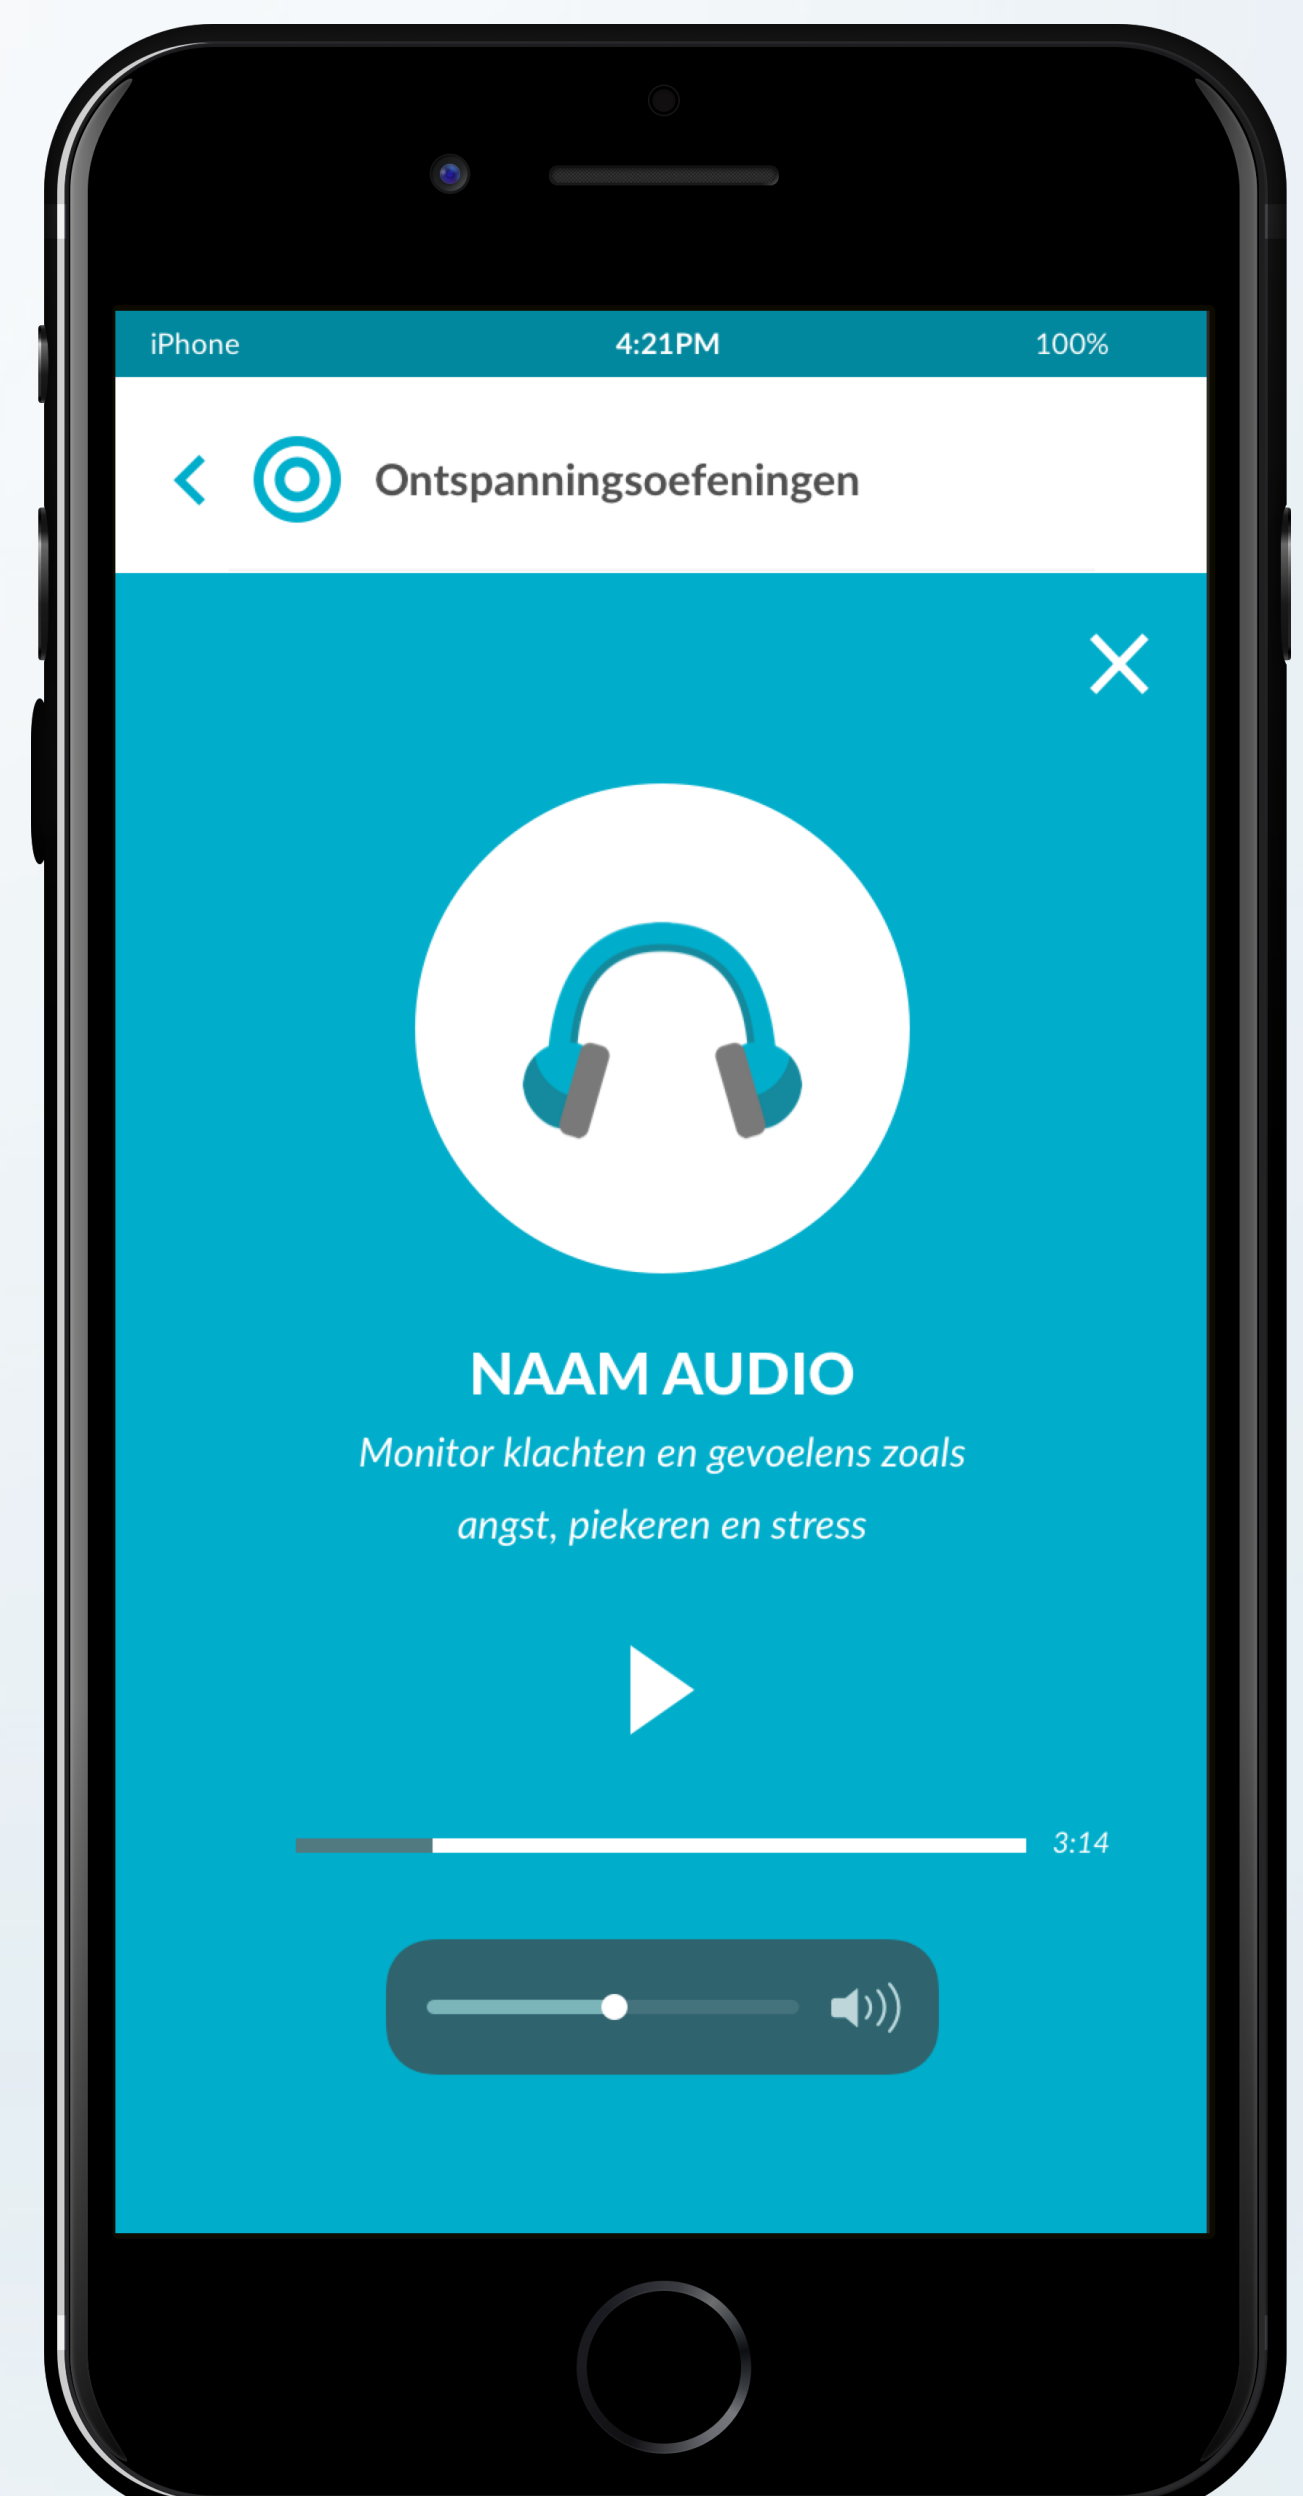 iPhone 4:21PM 100%
Ontspanningsoefeningen
NAAM AUDIO
Monitor klachten en gevoelens zoals
angst, piekeren en stress
3:14